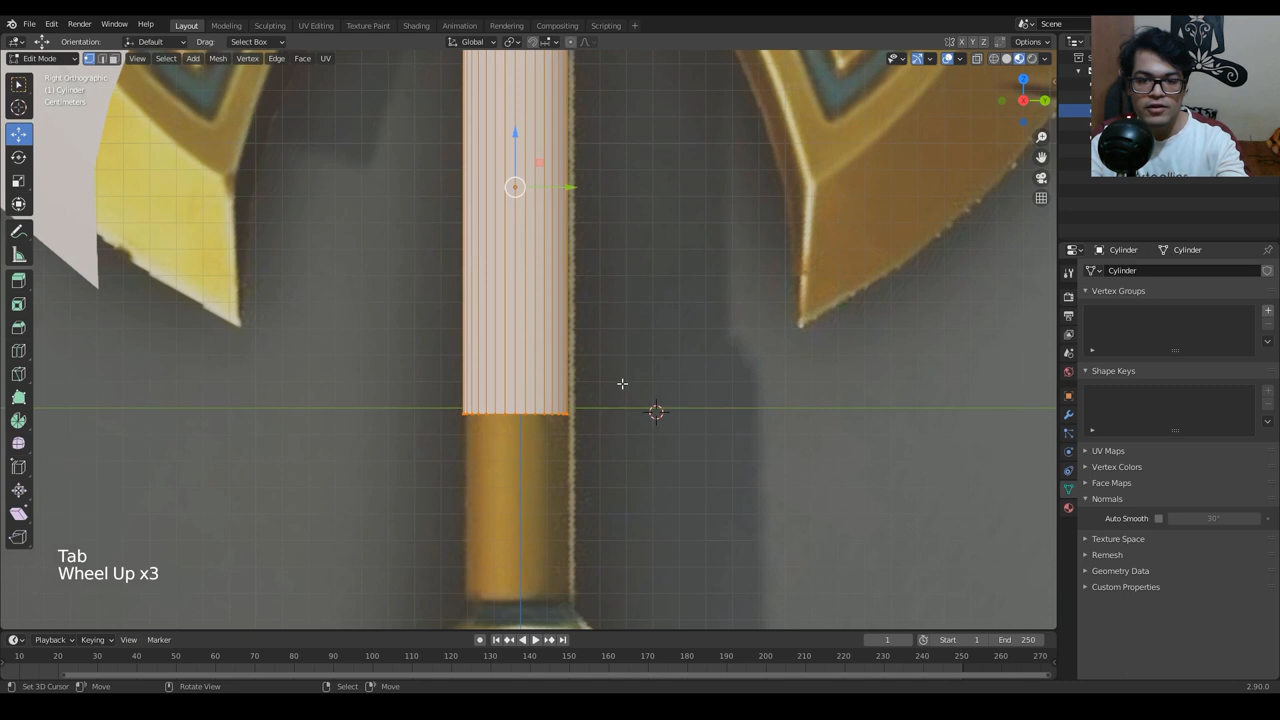 File Edit Render Window Help Layout Modeling Sculpting UV Editing Texture Paint Shading Animation Rendering Compositing Scripting + Scene
Orientation: Default Drag: Select Box Global Options
Edit Mode View Select Add Mesh Vertex Edge Face UV
Right Orthographic
(1) Cylinder
Centimeters
Z
X
Y
Cylinder Cylinder
Cylinder
Vertex Groups
Shape Keys
UV Maps
Vertex Colors
Face Maps
Normals
Auto Smooth 30°
Texture Space
Remesh
Geometry Data
Custom Properties
Tab
Wheel Up x3
Playback Keying View Marker 1 Start 1 End 250
10 20 30 40 50 60 70 80 90 100 110 120 130 140 150 160 170 180 190 200 210 220 230 240 250 260 270
Set 3D Cursor Move Rotate View Select Move 2.90.0